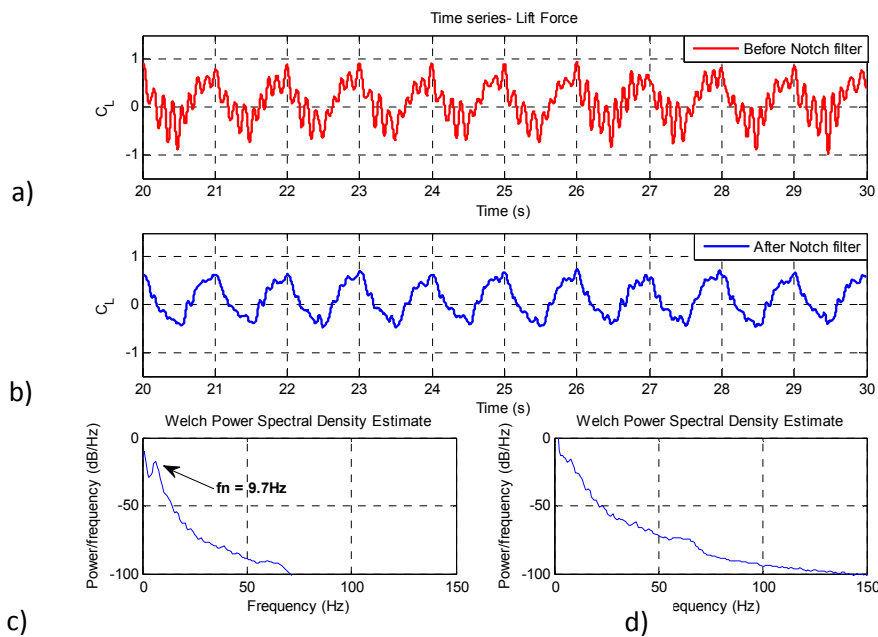 Time series- Lift Force
1
0
-1
C_L
Before Notch filter
20 21 22 23 24 25 26 27 28 29 30
Time (s)
a)
1
0
-1
C_L
After Notch filter
20 21 22 23 24 25 26 27 28 29 30
Time (s)
b)
Welch Power Spectral Density Estimate
0
-50
-100
Power/frequency (dB/Hz)
fn = 9.7Hz
0 50 100 150
Frequency (Hz)
c)
Welch Power Spectral Density Estimate
0
-50
-100
Power/frequency (dB/Hz)
0 50 100 150
equency (Hz)
d)